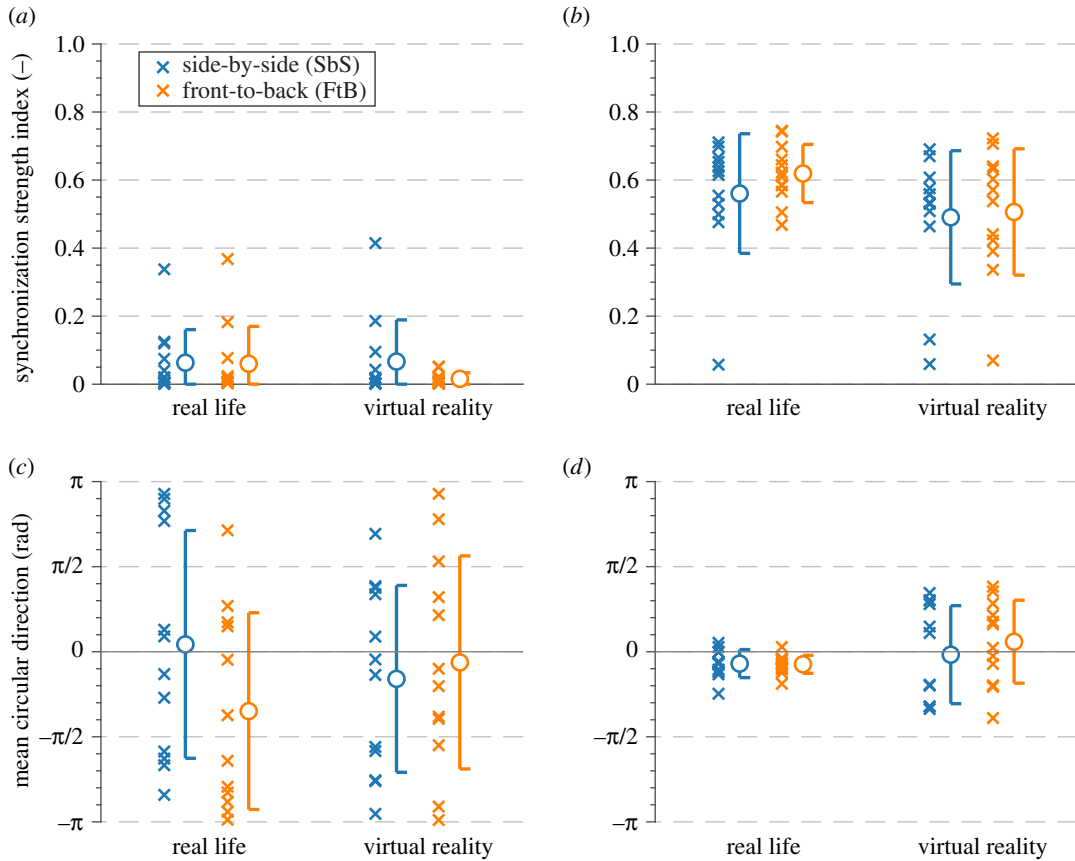 (a)
(b)
synchronization strength index (–)
1.0
0.8
0.6
0.4
0.2
0
side-by-side (SbS)
front-to-back (FtB)
real life
virtual reality
1.0
0.8
0.6
0.4
0.2
0
real life
virtual reality
(c)
(d)
mean circular direction (rad)
π
π/2
0
–π/2
–π
real life
virtual reality
π
π/2
0
–π/2
–π
real life
virtual reality